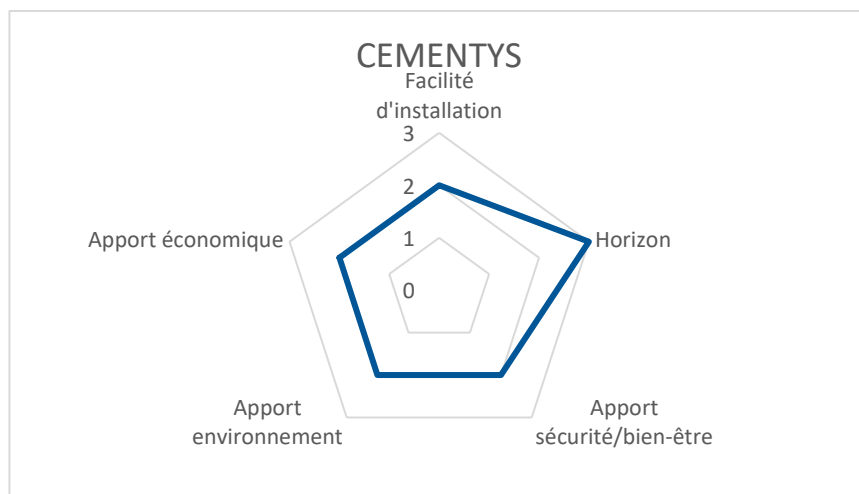 CEMENTYS
Facilité
d'installation
3
2
1
0
Horizon
Apport économique
Apport
sécurité/bien-être
Apport
environnement